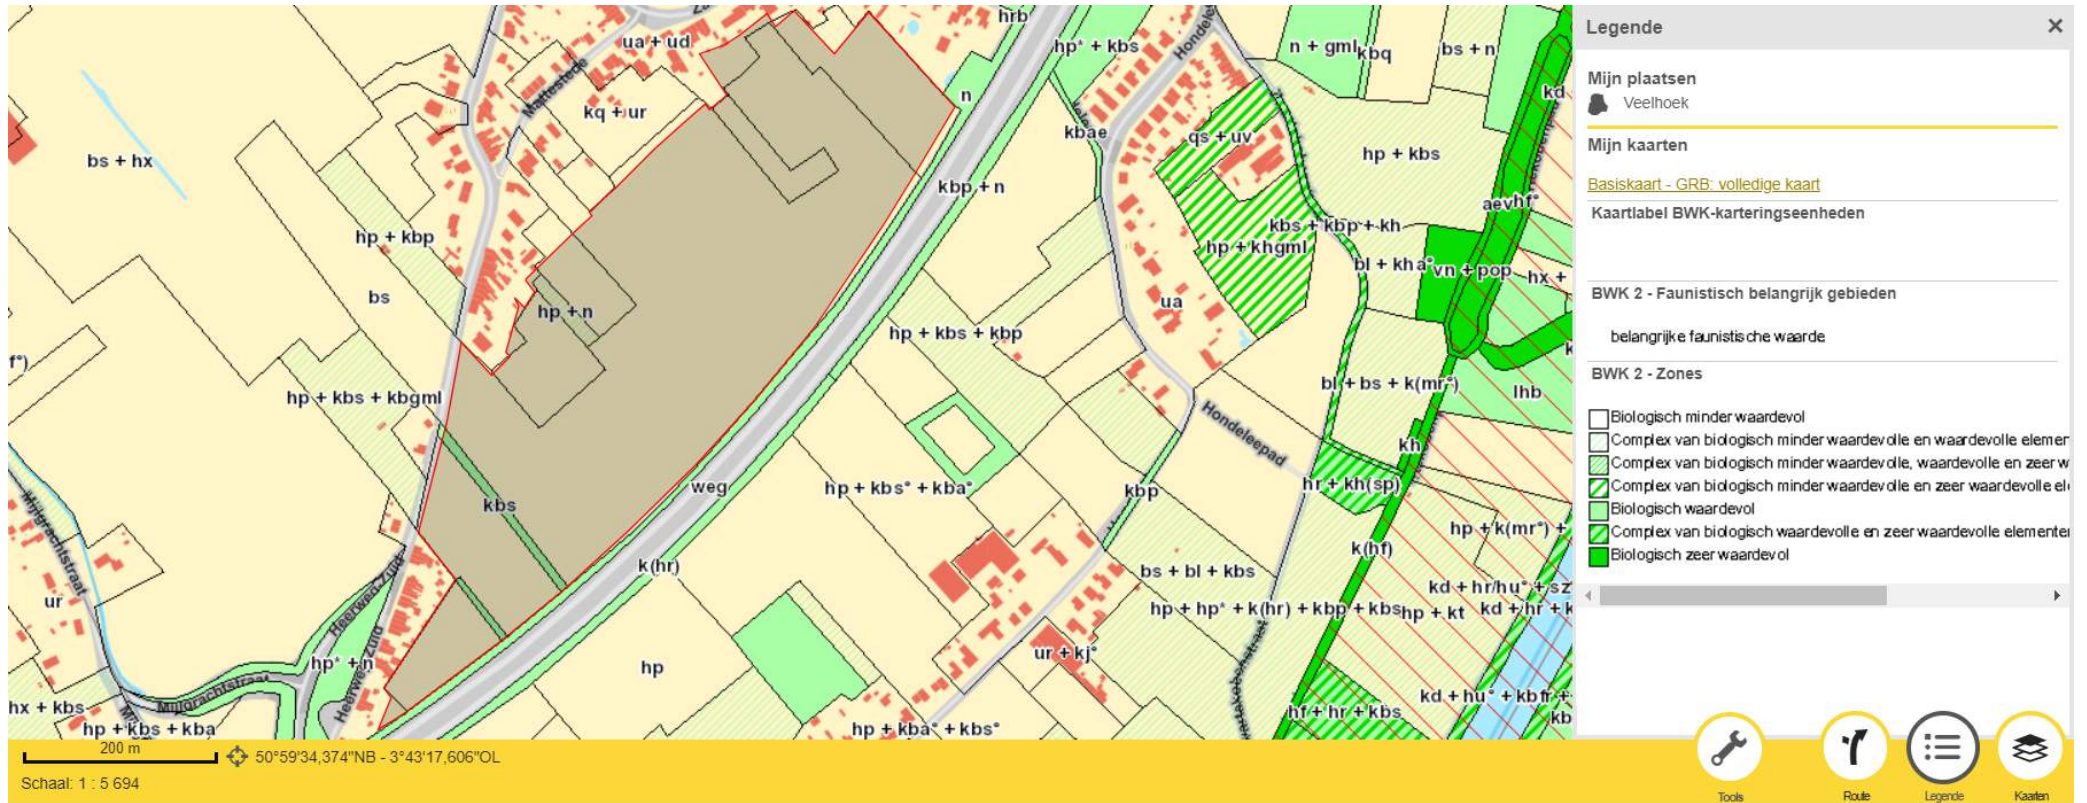 Legende
Mijn plaatsen
Veelhoek
Mijn kaarten
Basiskaart - GRB: volledige kaart
Kaartlabel BWK-karteringseenheden
BWK 2 - Faunistisch belangrijk gebieden
belangrijke faunistische waarde
BWK 2 - Zones
Biologisch minder waardevol
Complex van biologisch minder waardevolle en waardevolle elemen
Complex van biologisch minder waardevolle, waardevolle en zeer w
Complex van biologisch minder waardevolle en zeer waardevolle el
Biologisch waardevol
Complex van biologisch waardevolle en zeer waardevolle elemente
Biologisch zeer waardevol
hrb
ua + ud
hp* + kbs
n + gml
kbq
bs + n
Mattestede
n
kd
kq + ur
kbae
qs + uv
bs + hx
hp + kbs
kbp + n
aev
hf°
kbs + kbp + kh
hp + kbp
hp + khgml
bl + kha°
vn + pop
hx +
bs
ua
hp + n
hp + kbs + kbp
f°)
bl + bs + k(mr°)
lhb
hp + kbs + kbgml
Hondeleepad
kh
hp + kbs° + kba°
weg
kbp
hr + kh(sp)
kbs
Mijlgrachtstraat
hp + k(mr°) +
k(hf)
k(hr)
bs + bl + kbs
kd + hr/hu° + sz
ur
Heerweg Zuid
hp + hp* + k(hr) + kbp + kbs
hp + kt
kd + hr + k
ur + kj°
hp* + n
hp
Mijlgrachtstraat
Heerweg Zuid
kd + hu° + kbfr +
hx + kbs
hf + hr + kbs
kb
hp + kbs + kba
hp + kba° + kbs°
200 m
50°59'34,374"NB - 3°43'17,606"OL
Schaal: 1 : 5 694
Tools
Route
Legende
Kaarten